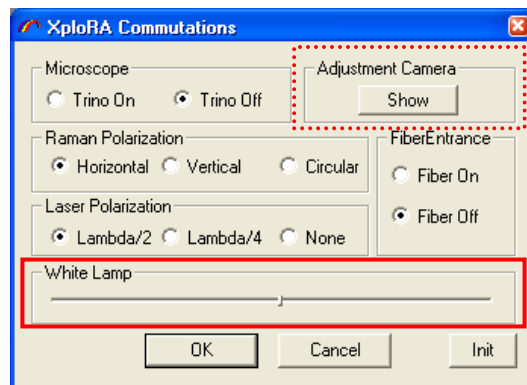 XploRA Commutations
Microscope
Trino On Trino Off
Adjustment Camera
Show
Raman Polarization
Horizontal Vertical Circular
FiberEntrance
Fiber On
Fiber Off
Laser Polarization
Lambda/2 Lambda/4 None
White Lamp
OK Cancel Init